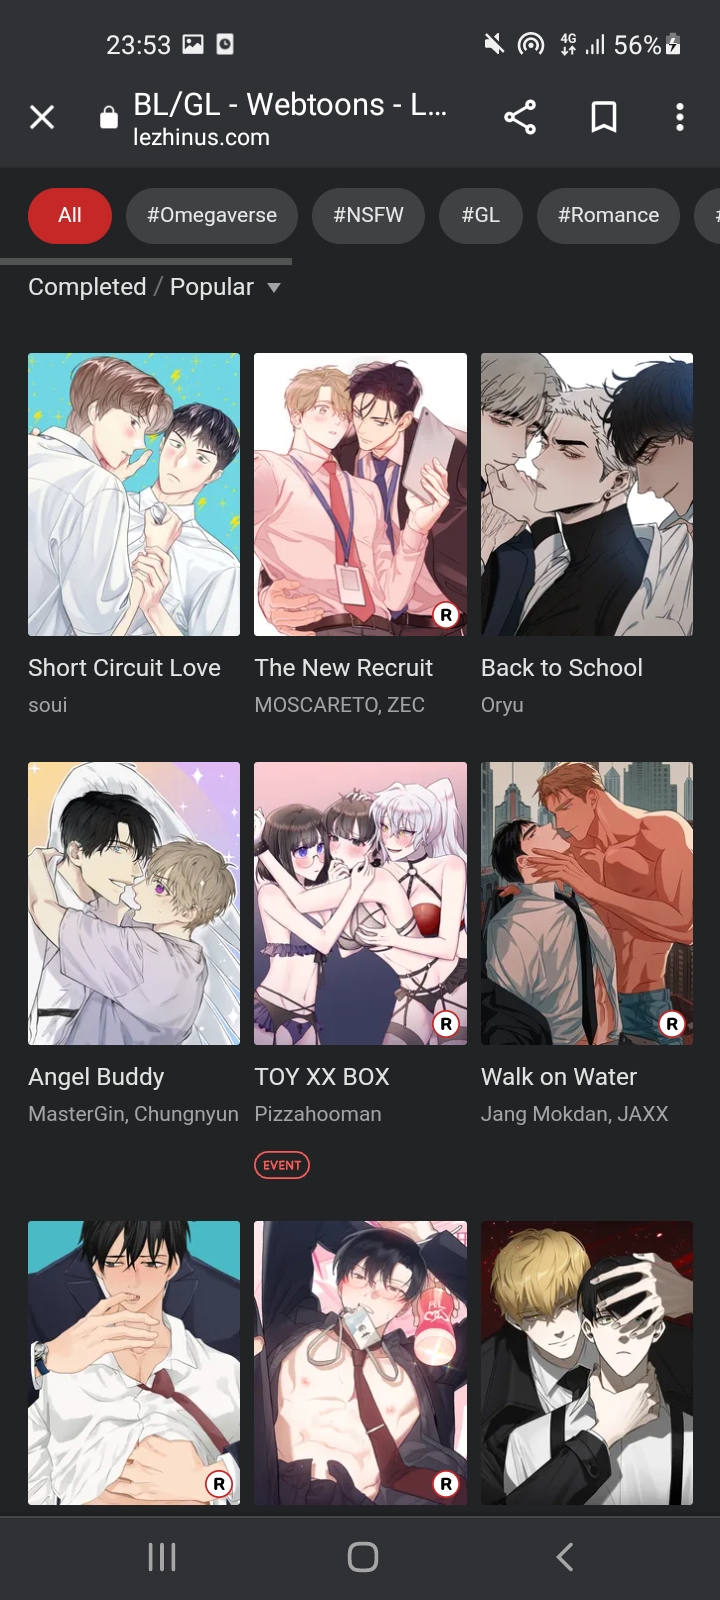 23:53
4G
56%
BL/GL - Webtoons - L...
lezhinus.com
All
#Omegaverse
#NSFW
#GL
#Romance
#
Completed / Popular
R
Short Circuit Love
The New Recruit
Back to School
soui
MOSCARETO, ZEC
Oryu
R
R
Angel Buddy
TOY XX BOX
Walk on Water
MasterGin, Chungnyun
Pizzahooman
Jang Mokdan, JAXX
EVENT
R
R